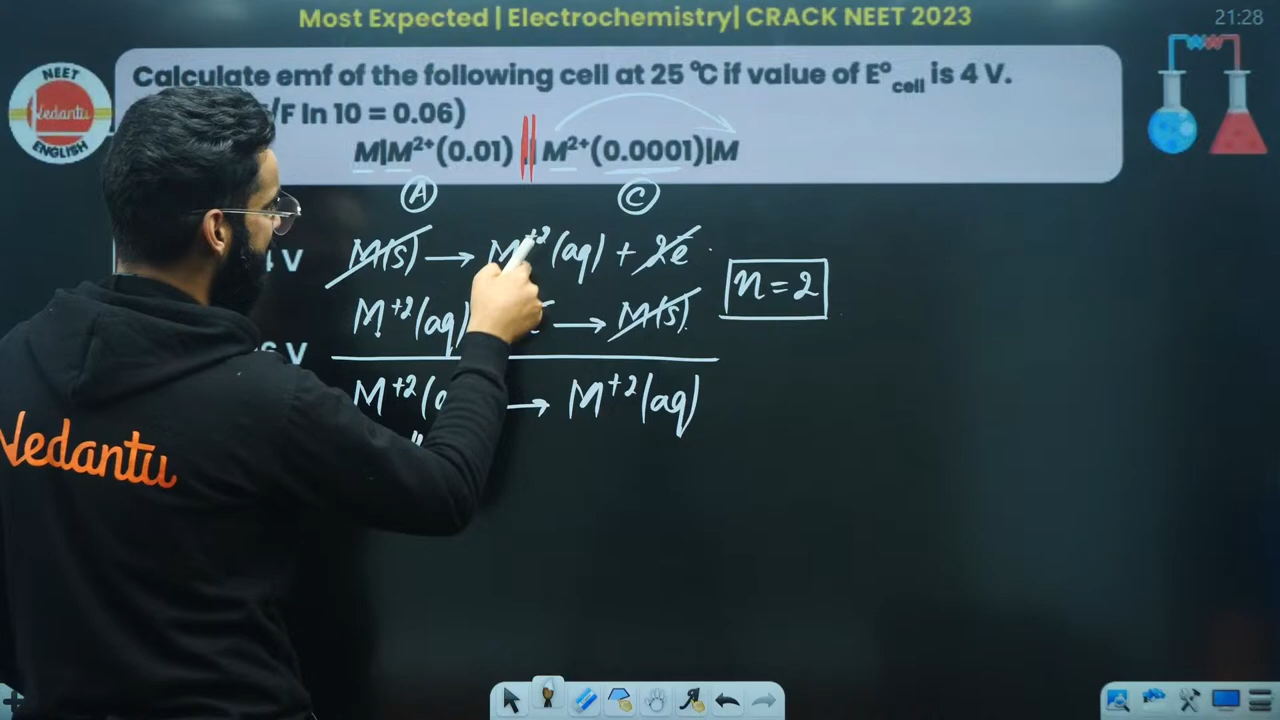 Most Expected | Electrochemistry| CRACK NEET 2023
21:28
NEET
Vedantu
ENGLISH
Calculate emf of the following cell at 25 °C if value of E°cell is 4 V.
/F ln 10 = 0.06)
M|M²⁺(0.01) || M²⁺(0.0001)|M
A C
V M(s) → M⁺²(aq) + 2e
n = 2
M⁺²(aq) → M(s)
V
M⁺²( → M⁺²(aq)
"
Vedantu